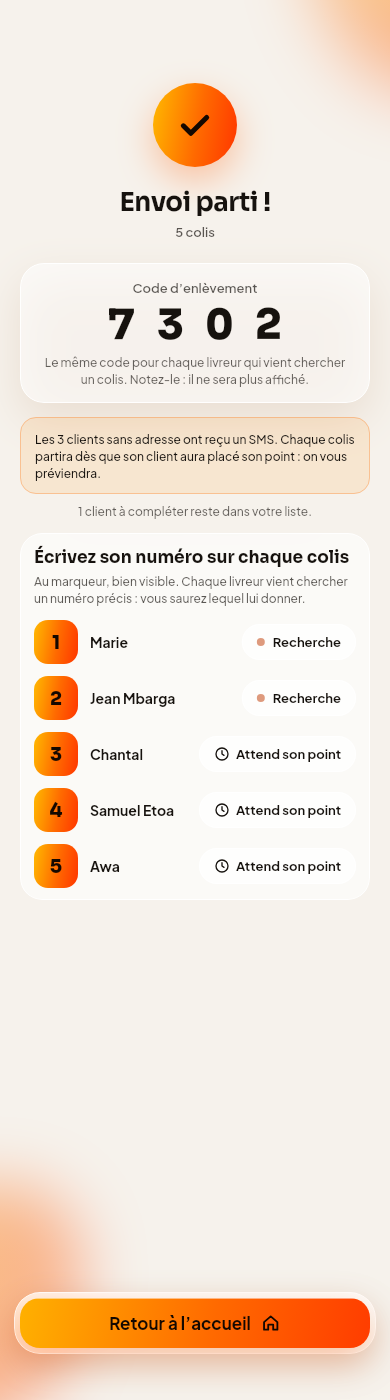 Envoi parti !
5 colis
Code d’enlèvement
7 3 0 2
Le même code pour chaque livreur qui vient chercher
un colis. Notez-le : il ne sera plus affiché.
Les 3 clients sans adresse ont reçu un SMS. Chaque colis
partira dès que son client aura placé son point : on vous
préviendra.
1 client à compléter reste dans votre liste.
Écrivez son numéro sur chaque colis
Au marqueur, bien visible. Chaque livreur vient chercher
un numéro précis : vous saurez lequel lui donner.
1 Marie Recherche
2 Jean Mbarga Recherche
3 Chantal Attend son point
4 Samuel Etoa Attend son point
5 Awa Attend son point
Retour à l’accueil